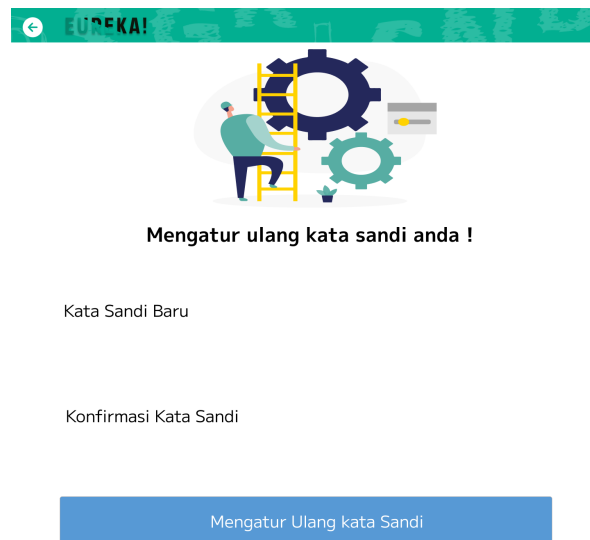 EUREKA!
Mengatur ulang kata sandi anda !
Kata Sandi Baru
Konfirmasi Kata Sandi
Mengatur Ulang kata Sandi